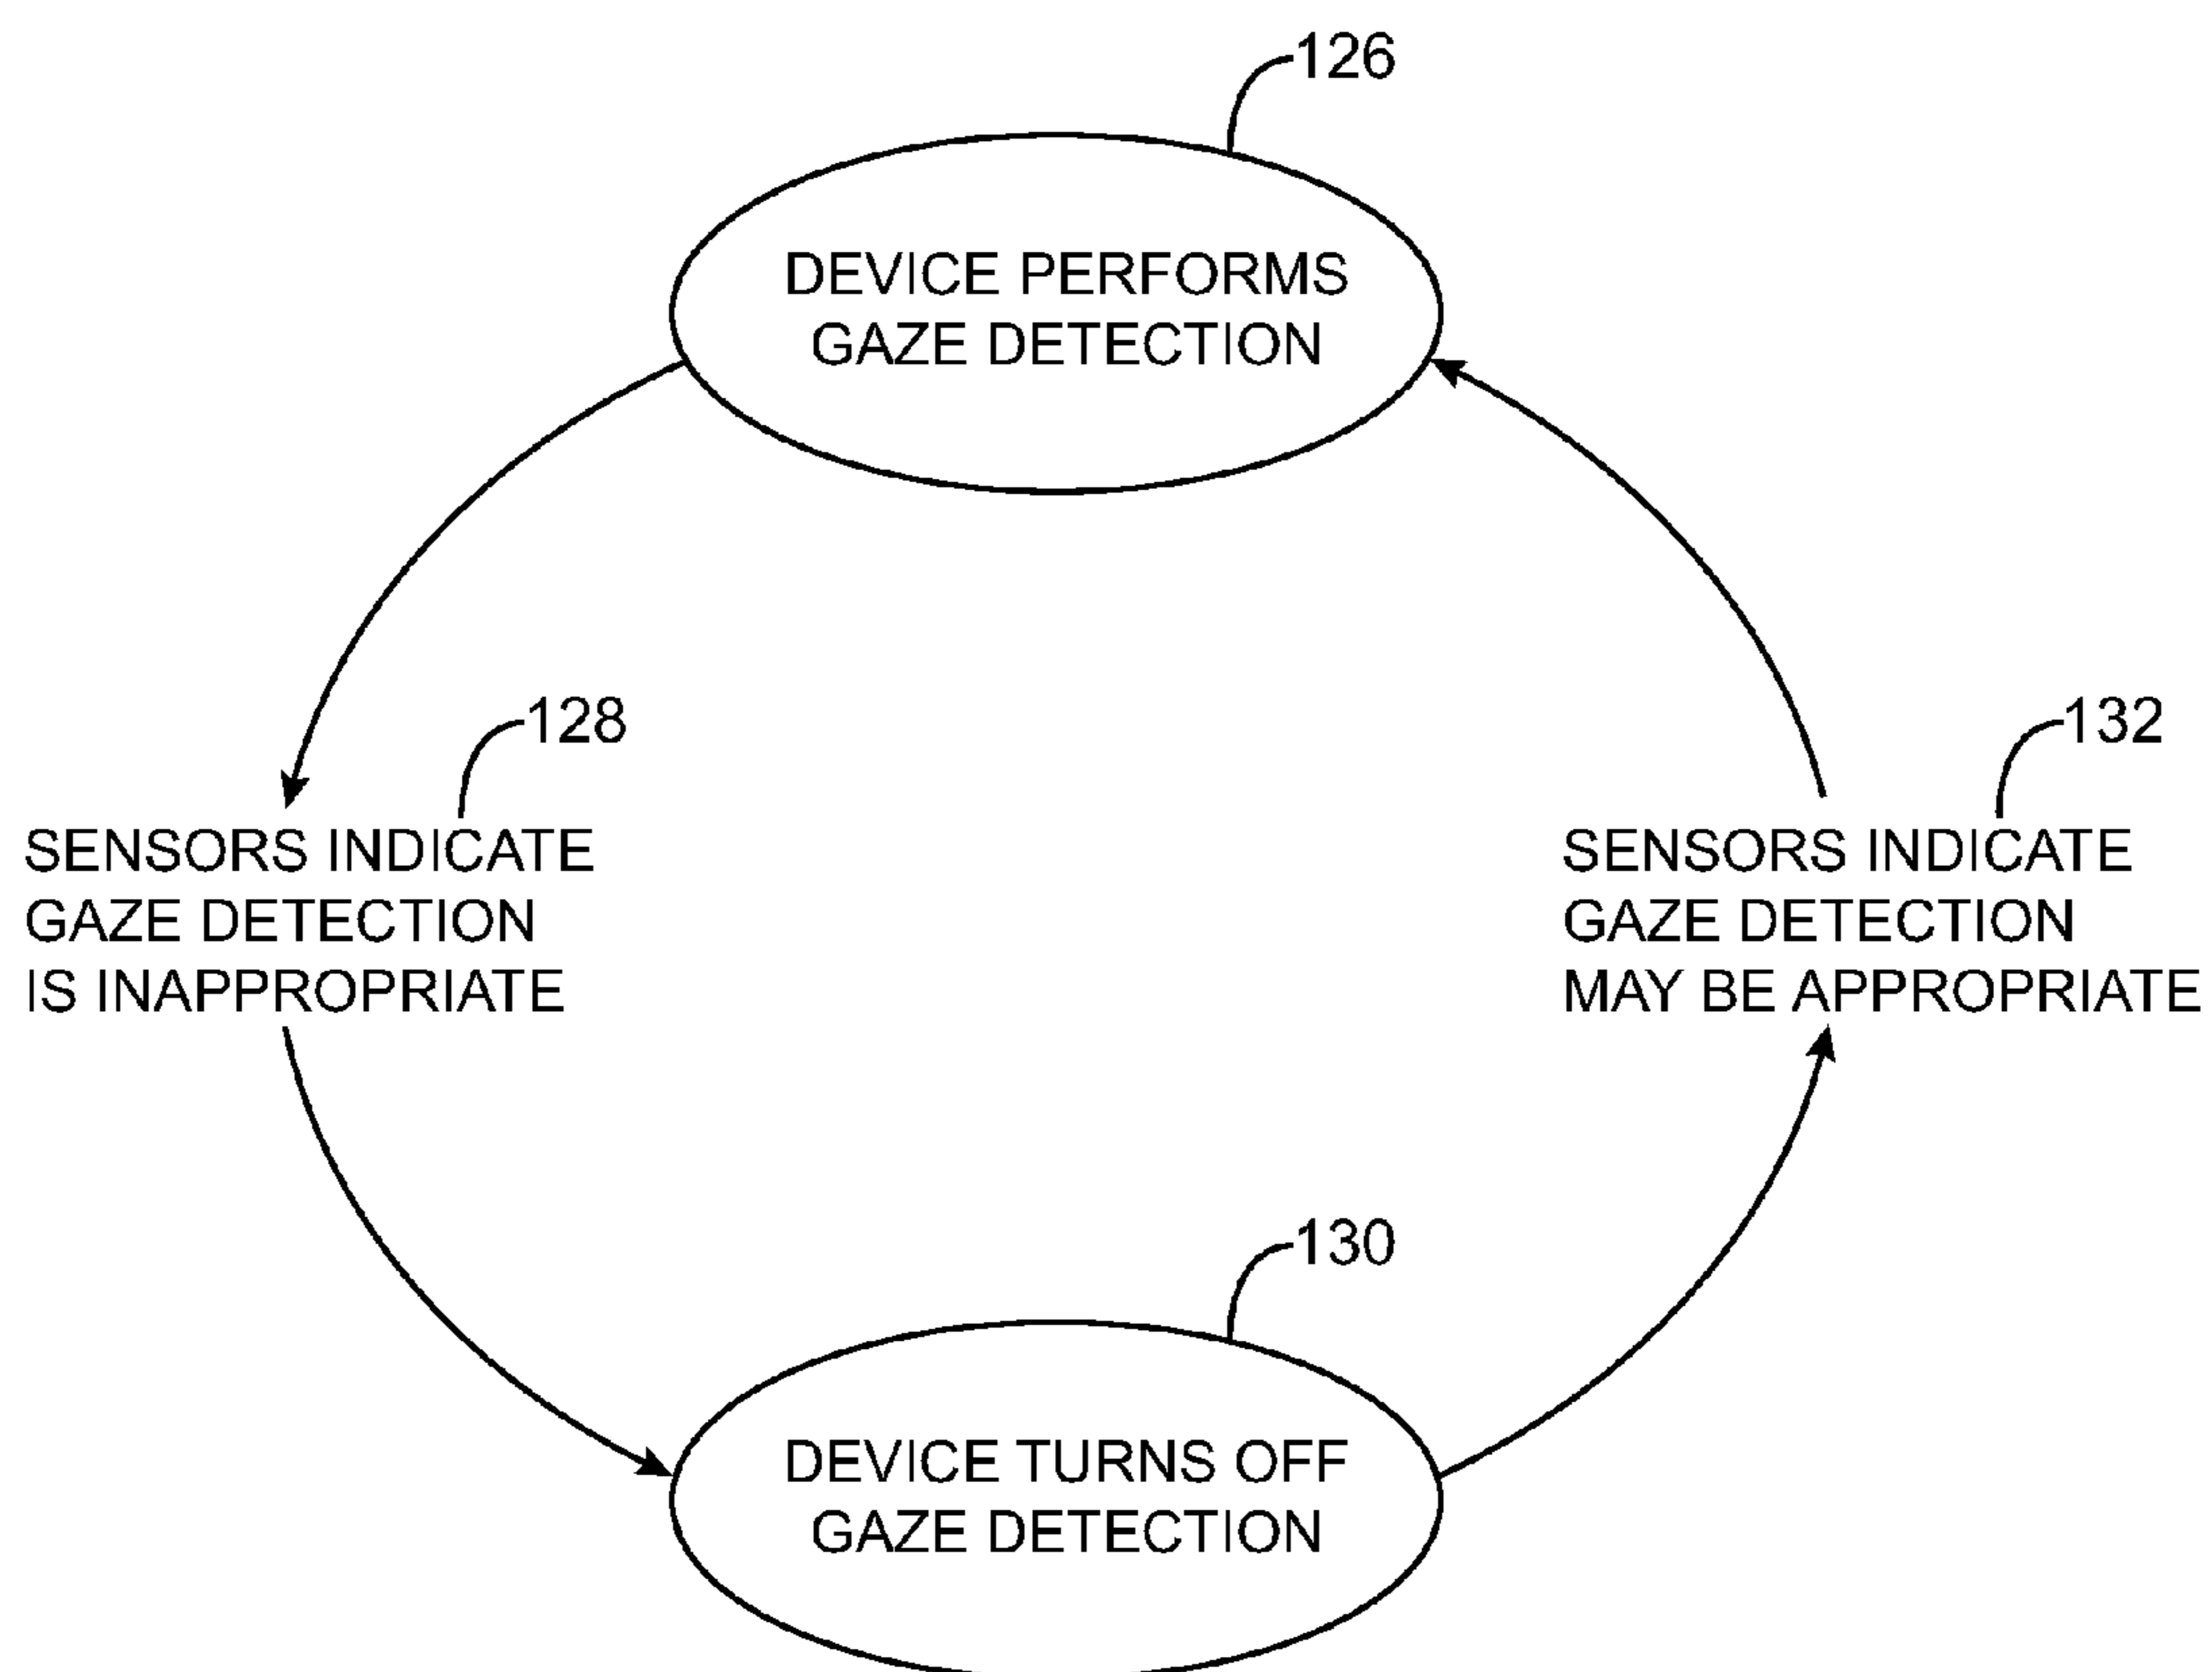 126
DEVICE PERFORMS
GAZE DETECTION
128
SENSORS INDICATE
GAZE DETECTION
IS INAPPROPRIATE
132
SENSORS INDICATE
GAZE DETECTION
MAY BE APPROPRIATE
130
DEVICE TURNS OFF
GAZE DETECTION